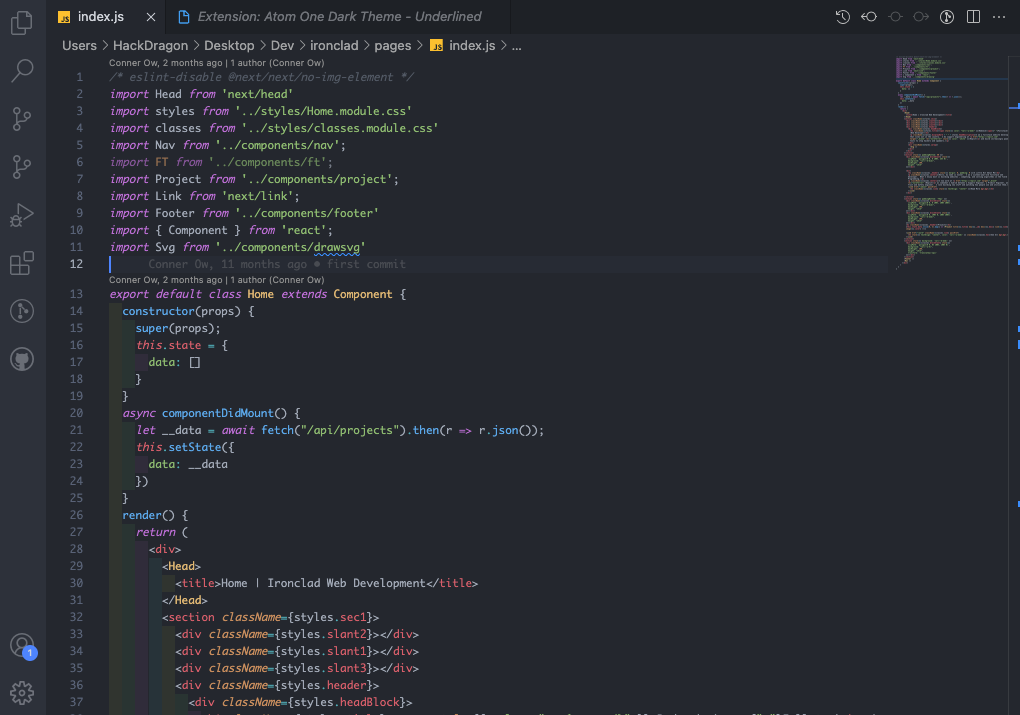 JS index.js Extension: Atom One Dark Theme - Underlined
Users > HackDragon > Desktop > Dev > ironclad > pages > JS index.js > ...
Conner Ow, 2 months ago | 1 author (Conner Ow)
1 /* eslint-disable @next/next/no-img-element */
2 import Head from 'next/head'
3 import styles from '../styles/Home.module.css'
4 import classes from '../styles/classes.module.css'
5 import Nav from '../components/nav';
6 import FT from '../components/ft';
7 import Project from '../components/project';
8 import Link from 'next/link';
9 import Footer from '../components/footer'
10 import { Component } from 'react';
11 import Svg from '../components/drawsvg'
12 Conner Ow, 11 months ago • first commit
Conner Ow, 2 months ago | 1 author (Conner Ow)
13 export default class Home extends Component {
14 constructor(props) {
15 super(props);
16 this.state = {
17 data: []
18 }
19 }
20 async componentDidMount() {
21 let __data = await fetch("/api/projects").then(r => r.json());
22 this.setState({
23 data: __data
24 })
25 }
26 render() {
27 return (
28 <div>
29 <Head>
30 <title>Home | Ironclad Web Development</title>
31 </Head>
32 <section className={styles.sec1}>
33 <div className={styles.slant2}></div>
34 <div className={styles.slant1}></div>
35 <div className={styles.slant3}></div>
36 <div className={styles.header}>
37 <div className={styles.headBlock}>
1